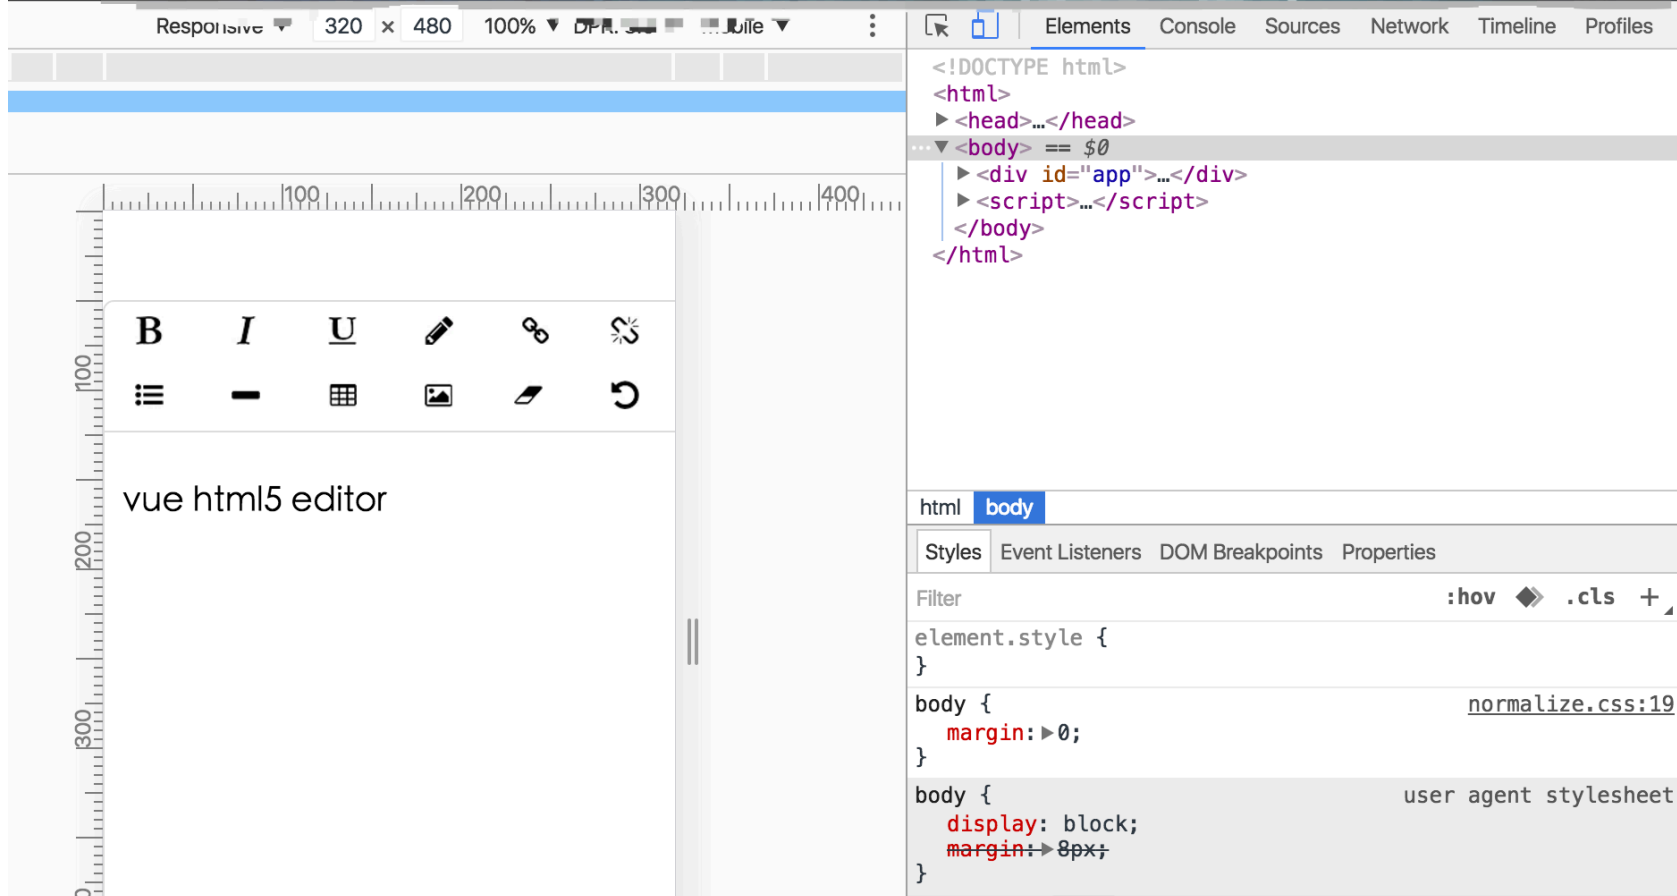 Responsive 320 × 480 100%
Elements Console Sources Network Timeline Profiles
<!DOCTYPE html>
<html>
<head>…</head>
<body> == $0
<div id="app">…</div>
<script>…</script>
</body>
</html>
100 200 300 400
100
200
300
B I U
vue html5 editor
html body
Styles Event Listeners DOM Breakpoints Properties
Filter :hov .cls +
element.style {
}
body { normalize.css:19
margin: 0;
}
body { user agent stylesheet
display: block;
margin: 8px;
}